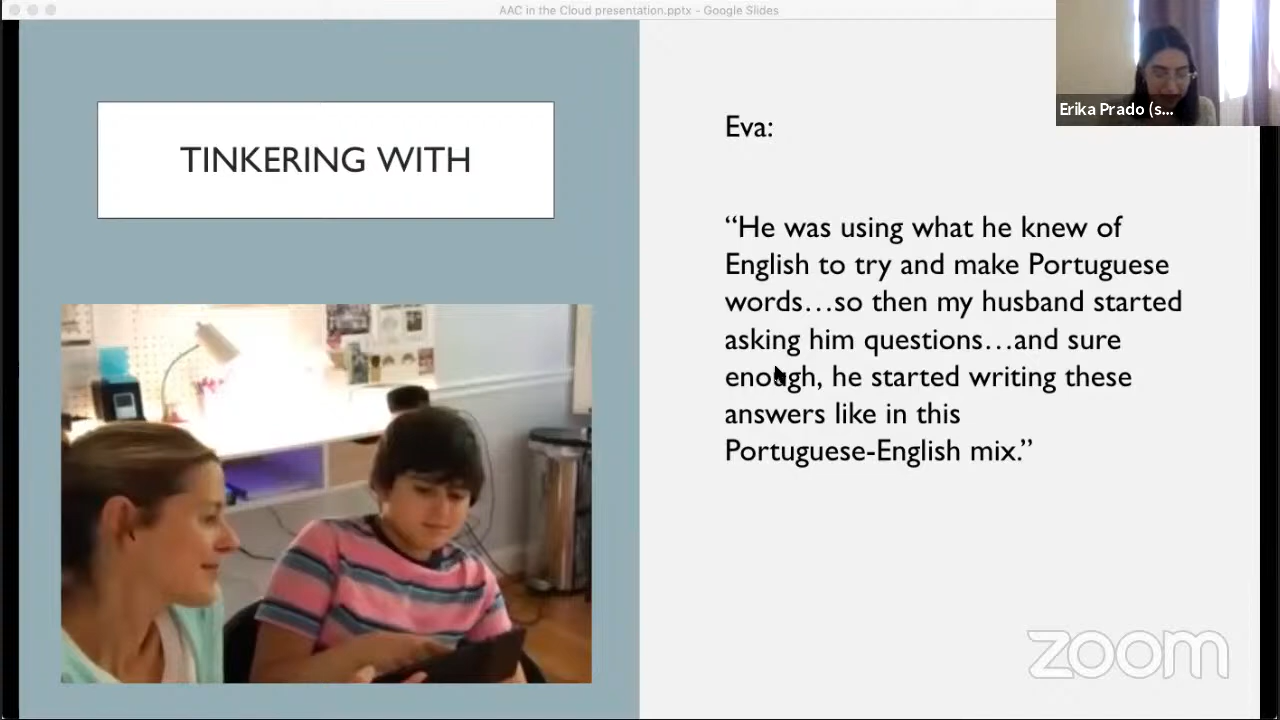 AAC in the Cloud presentation.pptx - Google Slides
Erika Prado (s...
TINKERING WITH
Eva:
“He was using what he knew of
English to try and make Portuguese
words…so then my husband started
asking him questions…and sure
enough, he started writing these
answers like in this
Portuguese-English mix.”
zoom